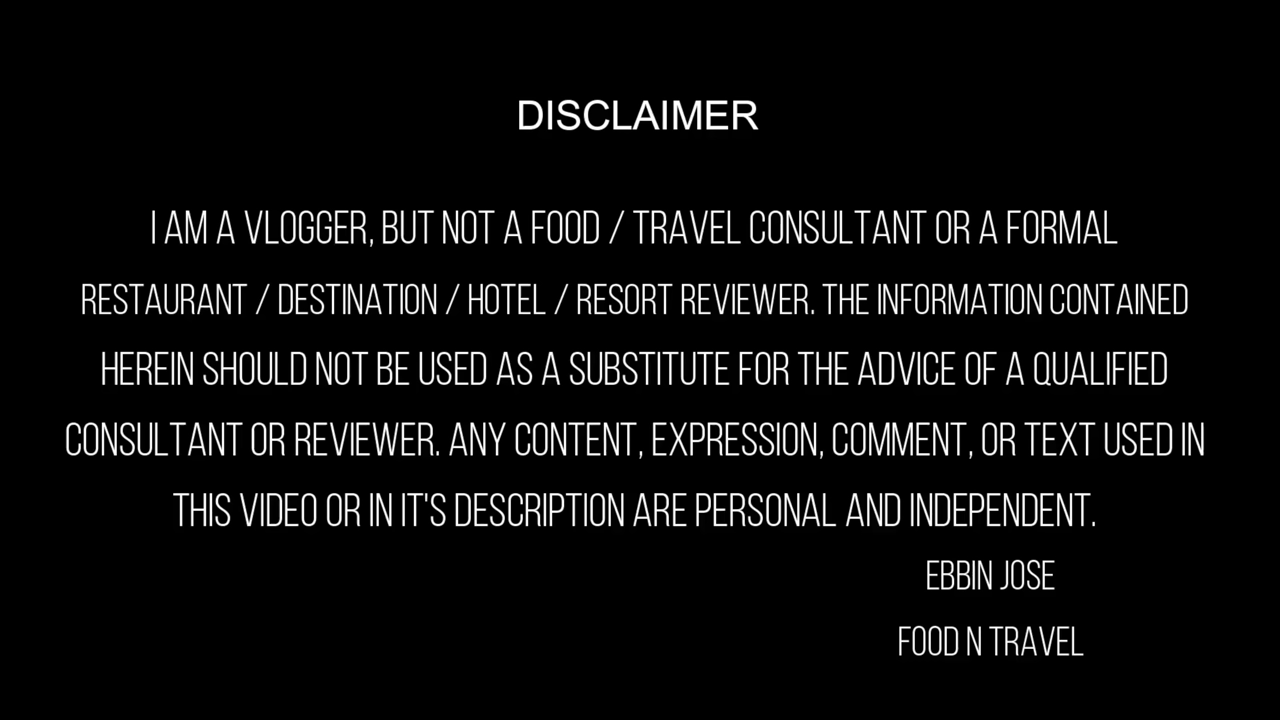 DISCLAIMER
I AM A VLOGGER, BUT NOT A FOOD / TRAVEL CONSULTANT OR A FORMAL
RESTAURANT / DESTINATION / HOTEL / RESORT REVIEWER. THE INFORMATION CONTAINED
HEREIN SHOULD NOT BE USED AS A SUBSTITUTE FOR THE ADVICE OF A QUALIFIED
CONSULTANT OR REVIEWER. ANY CONTENT, EXPRESSION, COMMENT, OR TEXT USED IN
THIS VIDEO OR IN IT'S DESCRIPTION ARE PERSONAL AND INDEPENDENT.
EBBIN JOSE
FOOD N TRAVEL